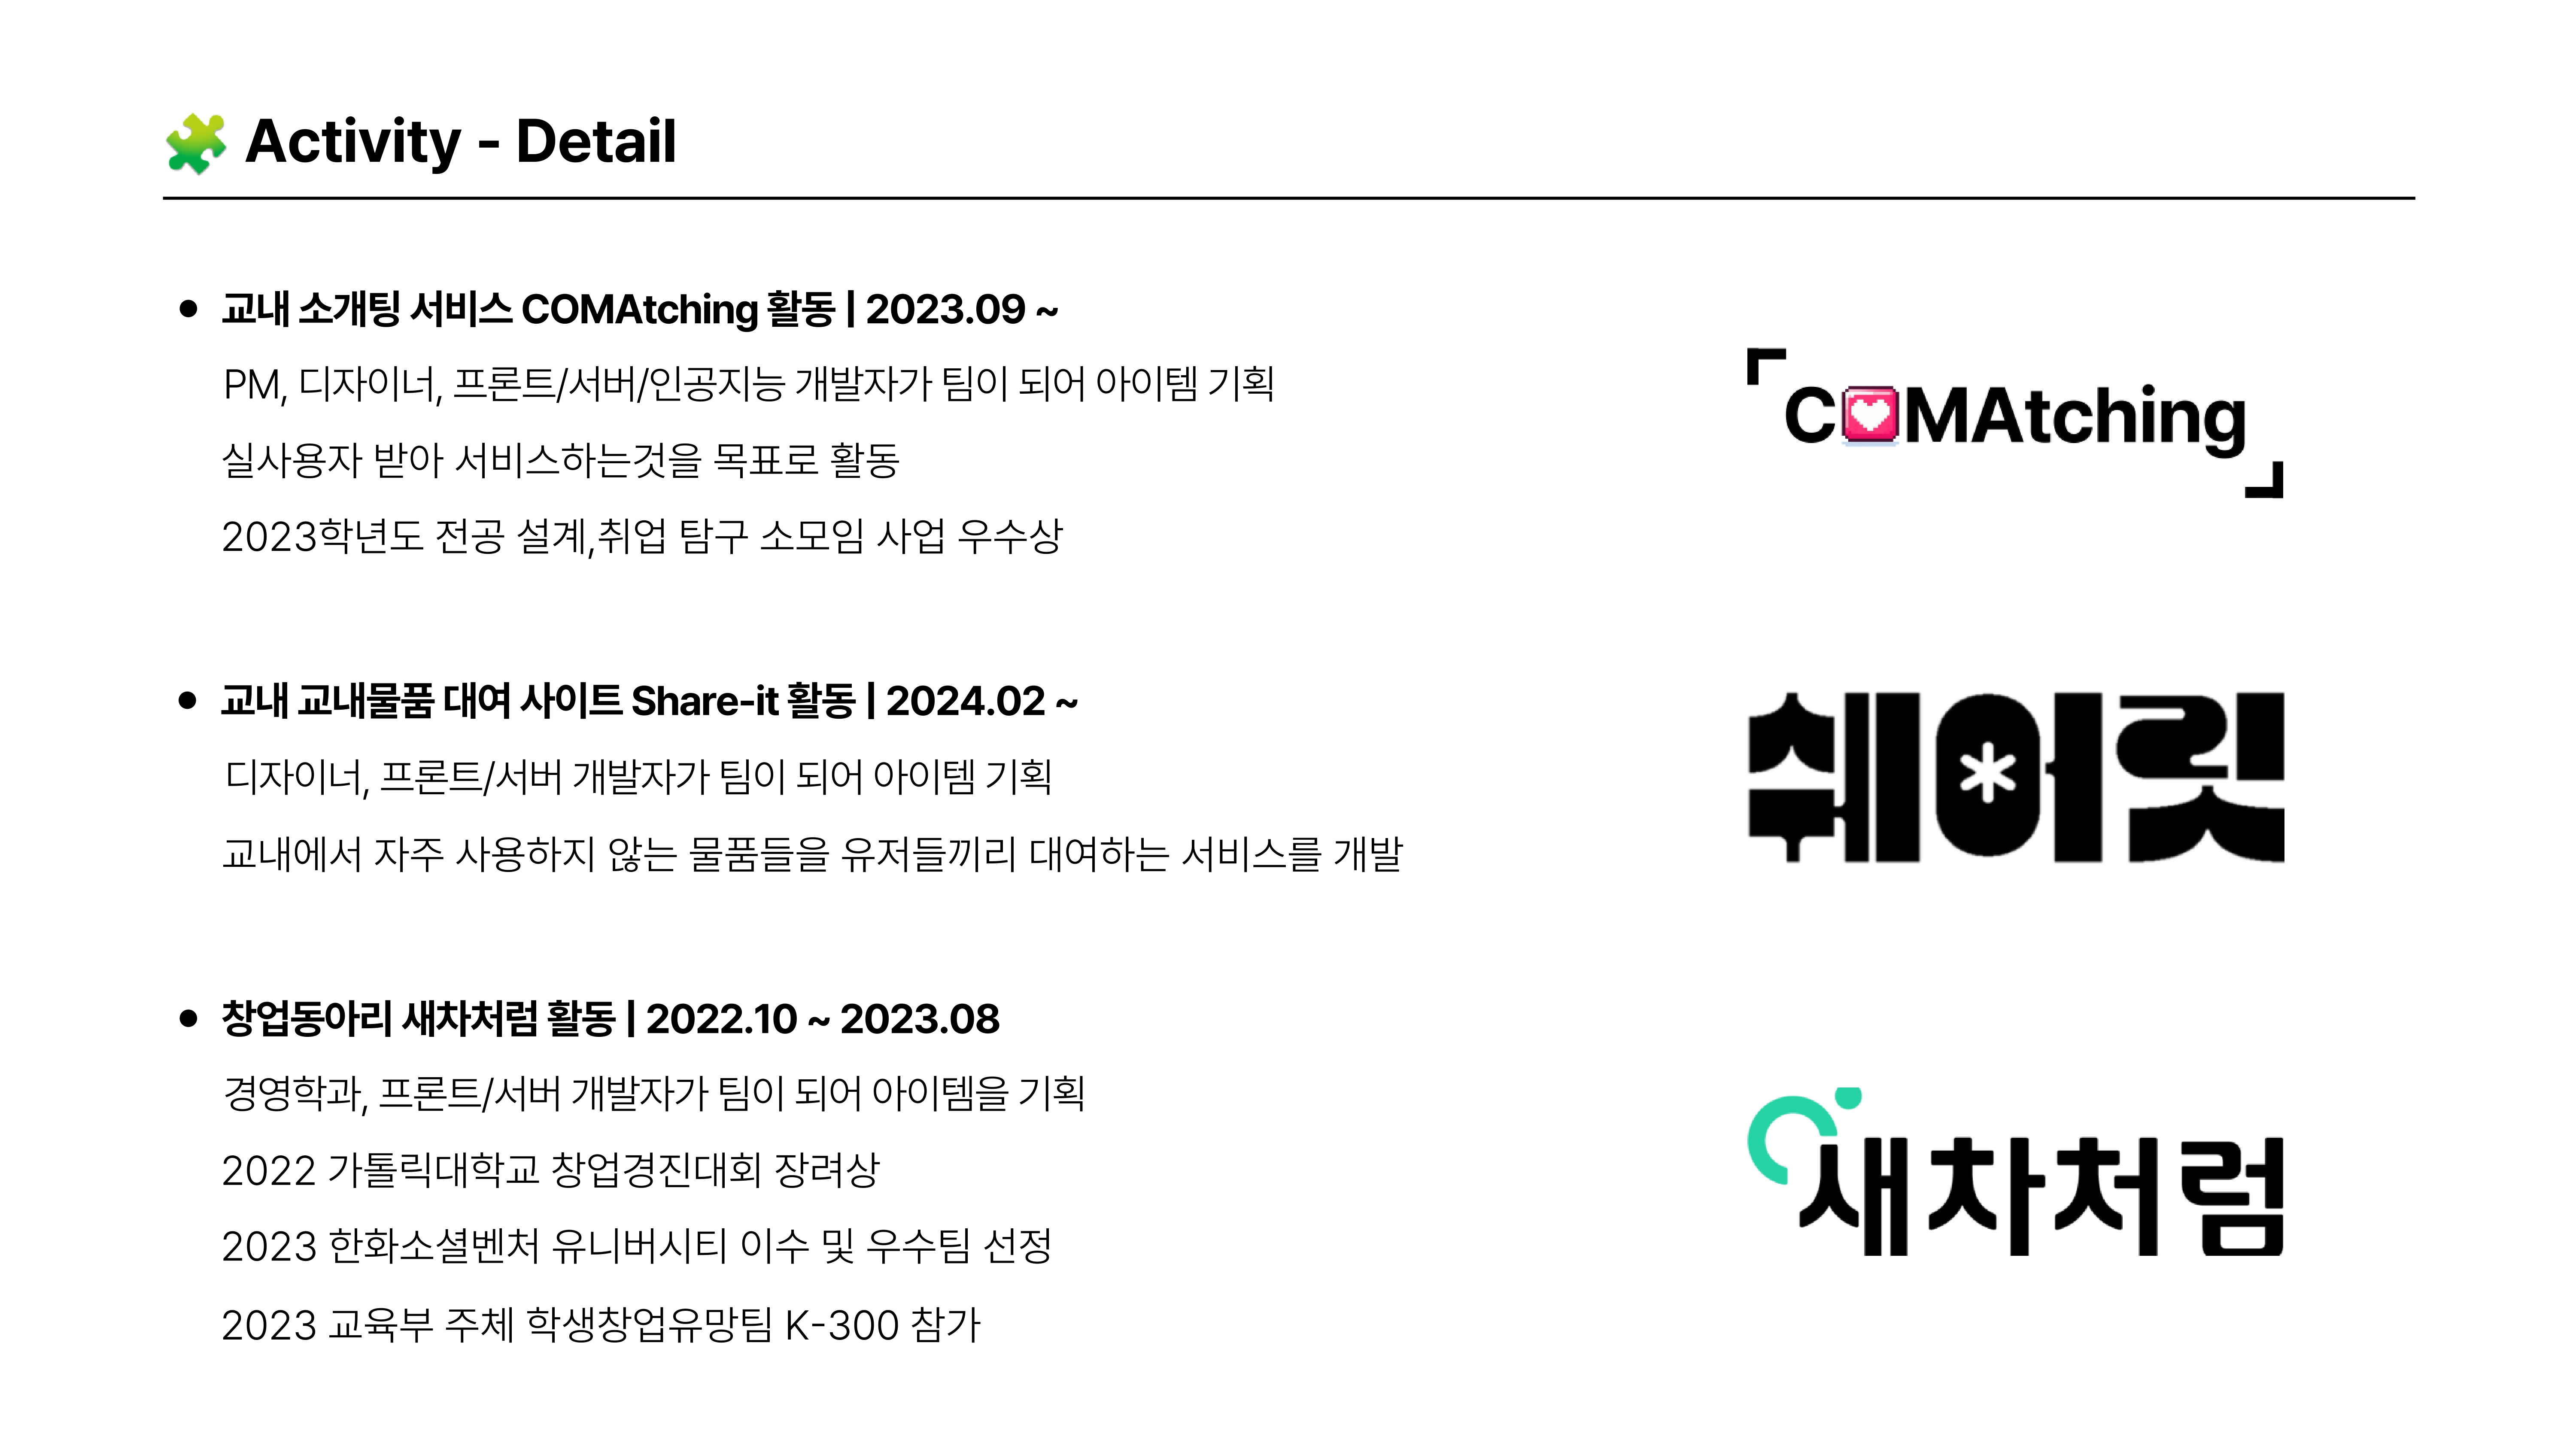 Activity - Detail
• 교내 소개팅 서비스 COMAtching 활동 | 2023.09 ~
PM, 디자이너, 프론트/서버/인공지능 개발자가 팀이 되어 아이템 기획
실사용자 받아 서비스하는것을 목표로 활동
2023학년도 전공 설계,취업 탐구 소모임 사업 우수상
COMAtching
• 교내 교내물품 대여 사이트 Share-it 활동 | 2024.02 ~
디자이너, 프론트/서버 개발자가 팀이 되어 아이템 기획
교내에서 자주 사용하지 않는 물품들을 유저들끼리 대여하는 서비스를 개발
쉐어릿
• 창업동아리 새차처럼 활동 | 2022.10 ~ 2023.08
경영학과, 프론트/서버 개발자가 팀이 되어 아이템을 기획
2022 가톨릭대학교 창업경진대회 장려상
2023 한화소셜벤처 유니버시티 이수 및 우수팀 선정
2023 교육부 주체 학생창업유망팀 K-300 참가
새차처럼